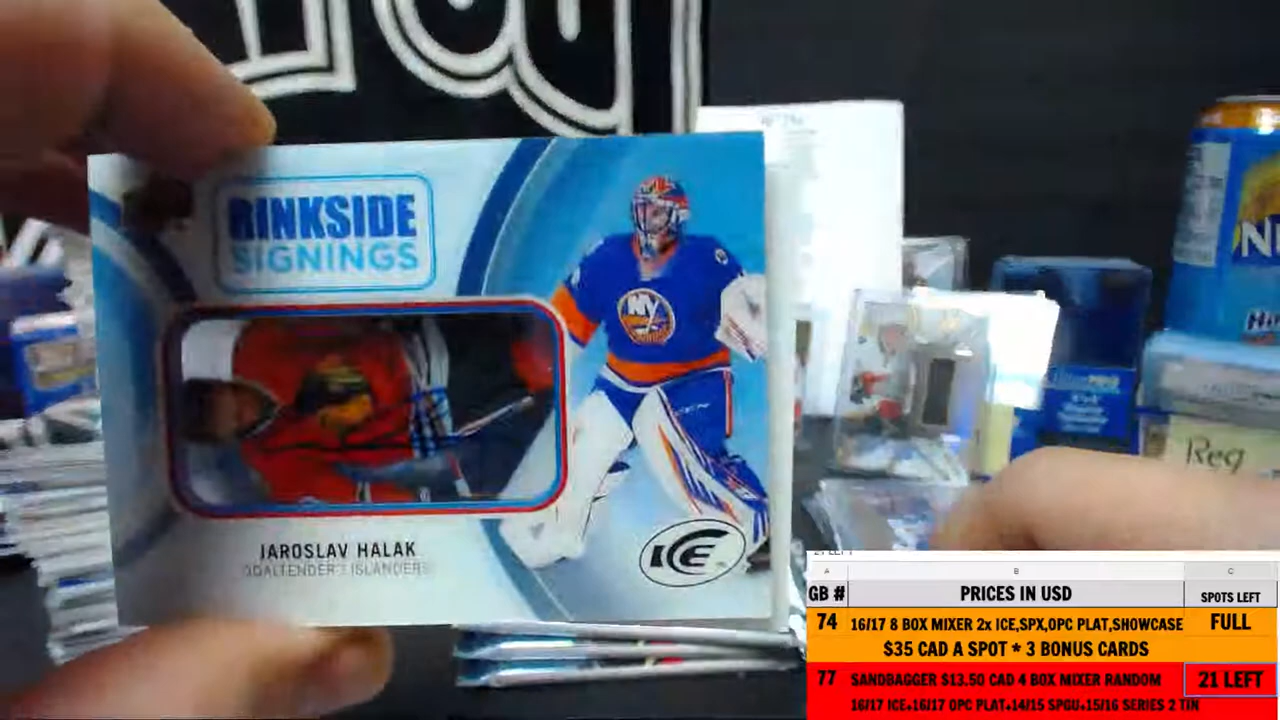 RINKSIDE
SIGNINGS
NY
JAROSLAV HALAK
GOALTENDER • ISLANDERS
ICE
Reg
A B C
GB # PRICES IN USD SPOTS LEFT
74 16/17 8 BOX MIXER 2x ICE,SPX,OPC PLAT,SHOWCASE FULL
$35 CAD A SPOT * 3 BONUS CARDS
77 SANDBAGGER $13.50 CAD 4 BOX MIXER RANDOM 21 LEFT
16/17 ICE+16/17 OPC PLAT+14/15 SPGU+15/16 SERIES 2 TIN